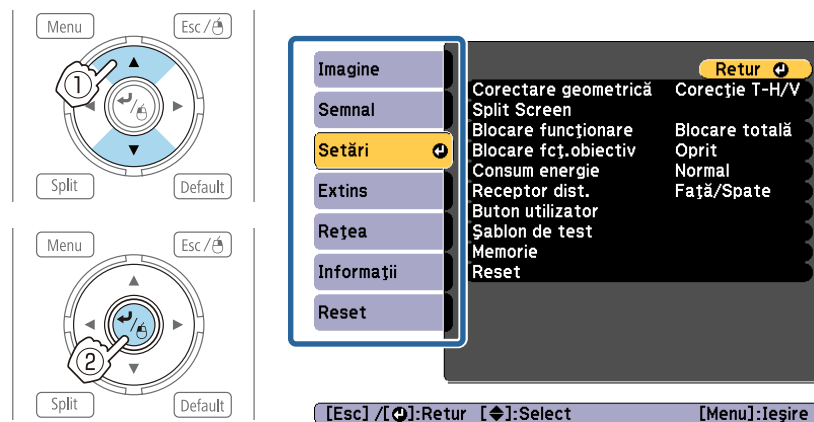 Menu
Esc/
1
Split
Default
Menu
Esc/
2
Split
Default
Imagine
Semnal
Setări
Extins
Reţea
Informaţii
Reset
Retur
Corectare geometrică Corecţie T-H/V
Split Screen
Blocare funcţionare Blocare totală
Blocare fcţ.obiectiv Oprit
Consum energie Normal
Receptor dist. Faţă/Spate
Buton utilizator
Şablon de test
Memorie
Reset
[Esc] /[ ]:Retur [ ]:Select [Menu]:Ieşire